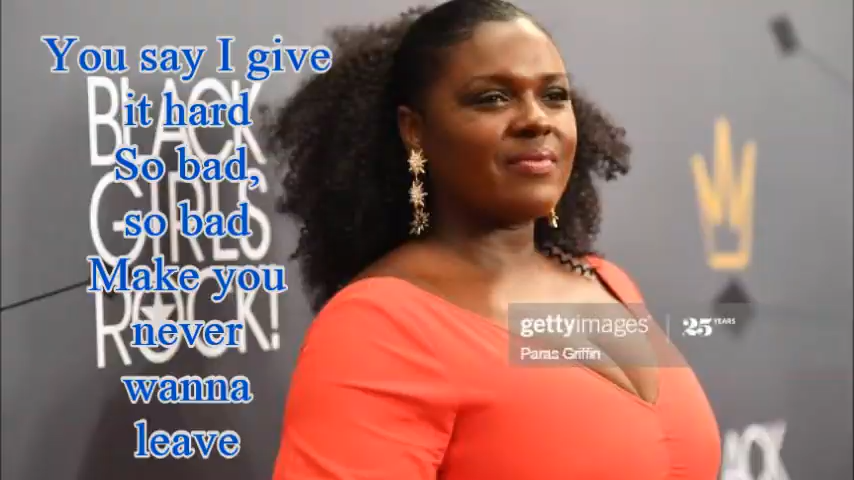 You say I give
it hard
So bad,
so bad
Make you
never
wanna
leave
BLACK
GIRLS
ROCK!
gettyimages
25 YEARS
Paras Griffin
ACK